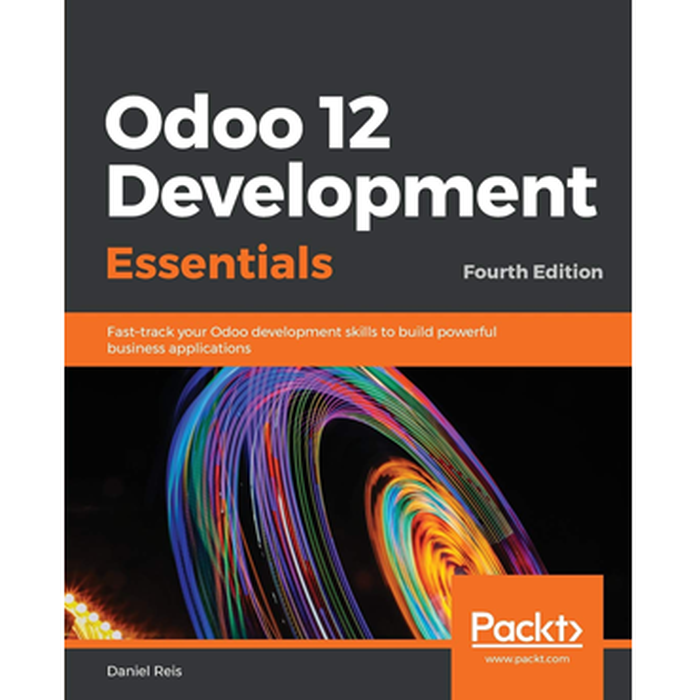 Odoo 12
Development
Essentials
Fourth Edition
Fast-track your Odoo development skills to build powerful
business applications
Packt>
www.packt.com
Daniel Reis